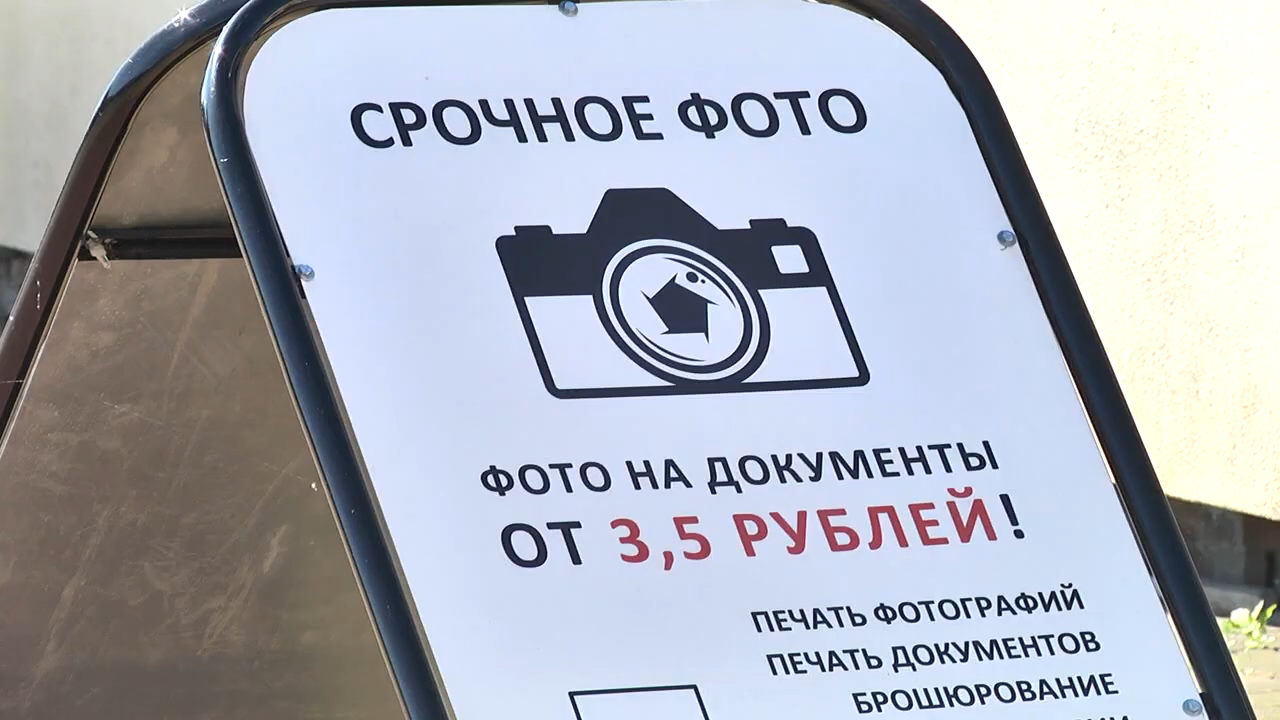 СРОЧНОЕ ФОТО
ФОТО НА ДОКУМЕНТЫ
ОТ 3,5 РУБЛЕЙ!
ПЕЧАТЬ ФОТОГРАФИЙ
ПЕЧАТЬ ДОКУМЕНТОВ
БРОШЮРОВАНИЕ